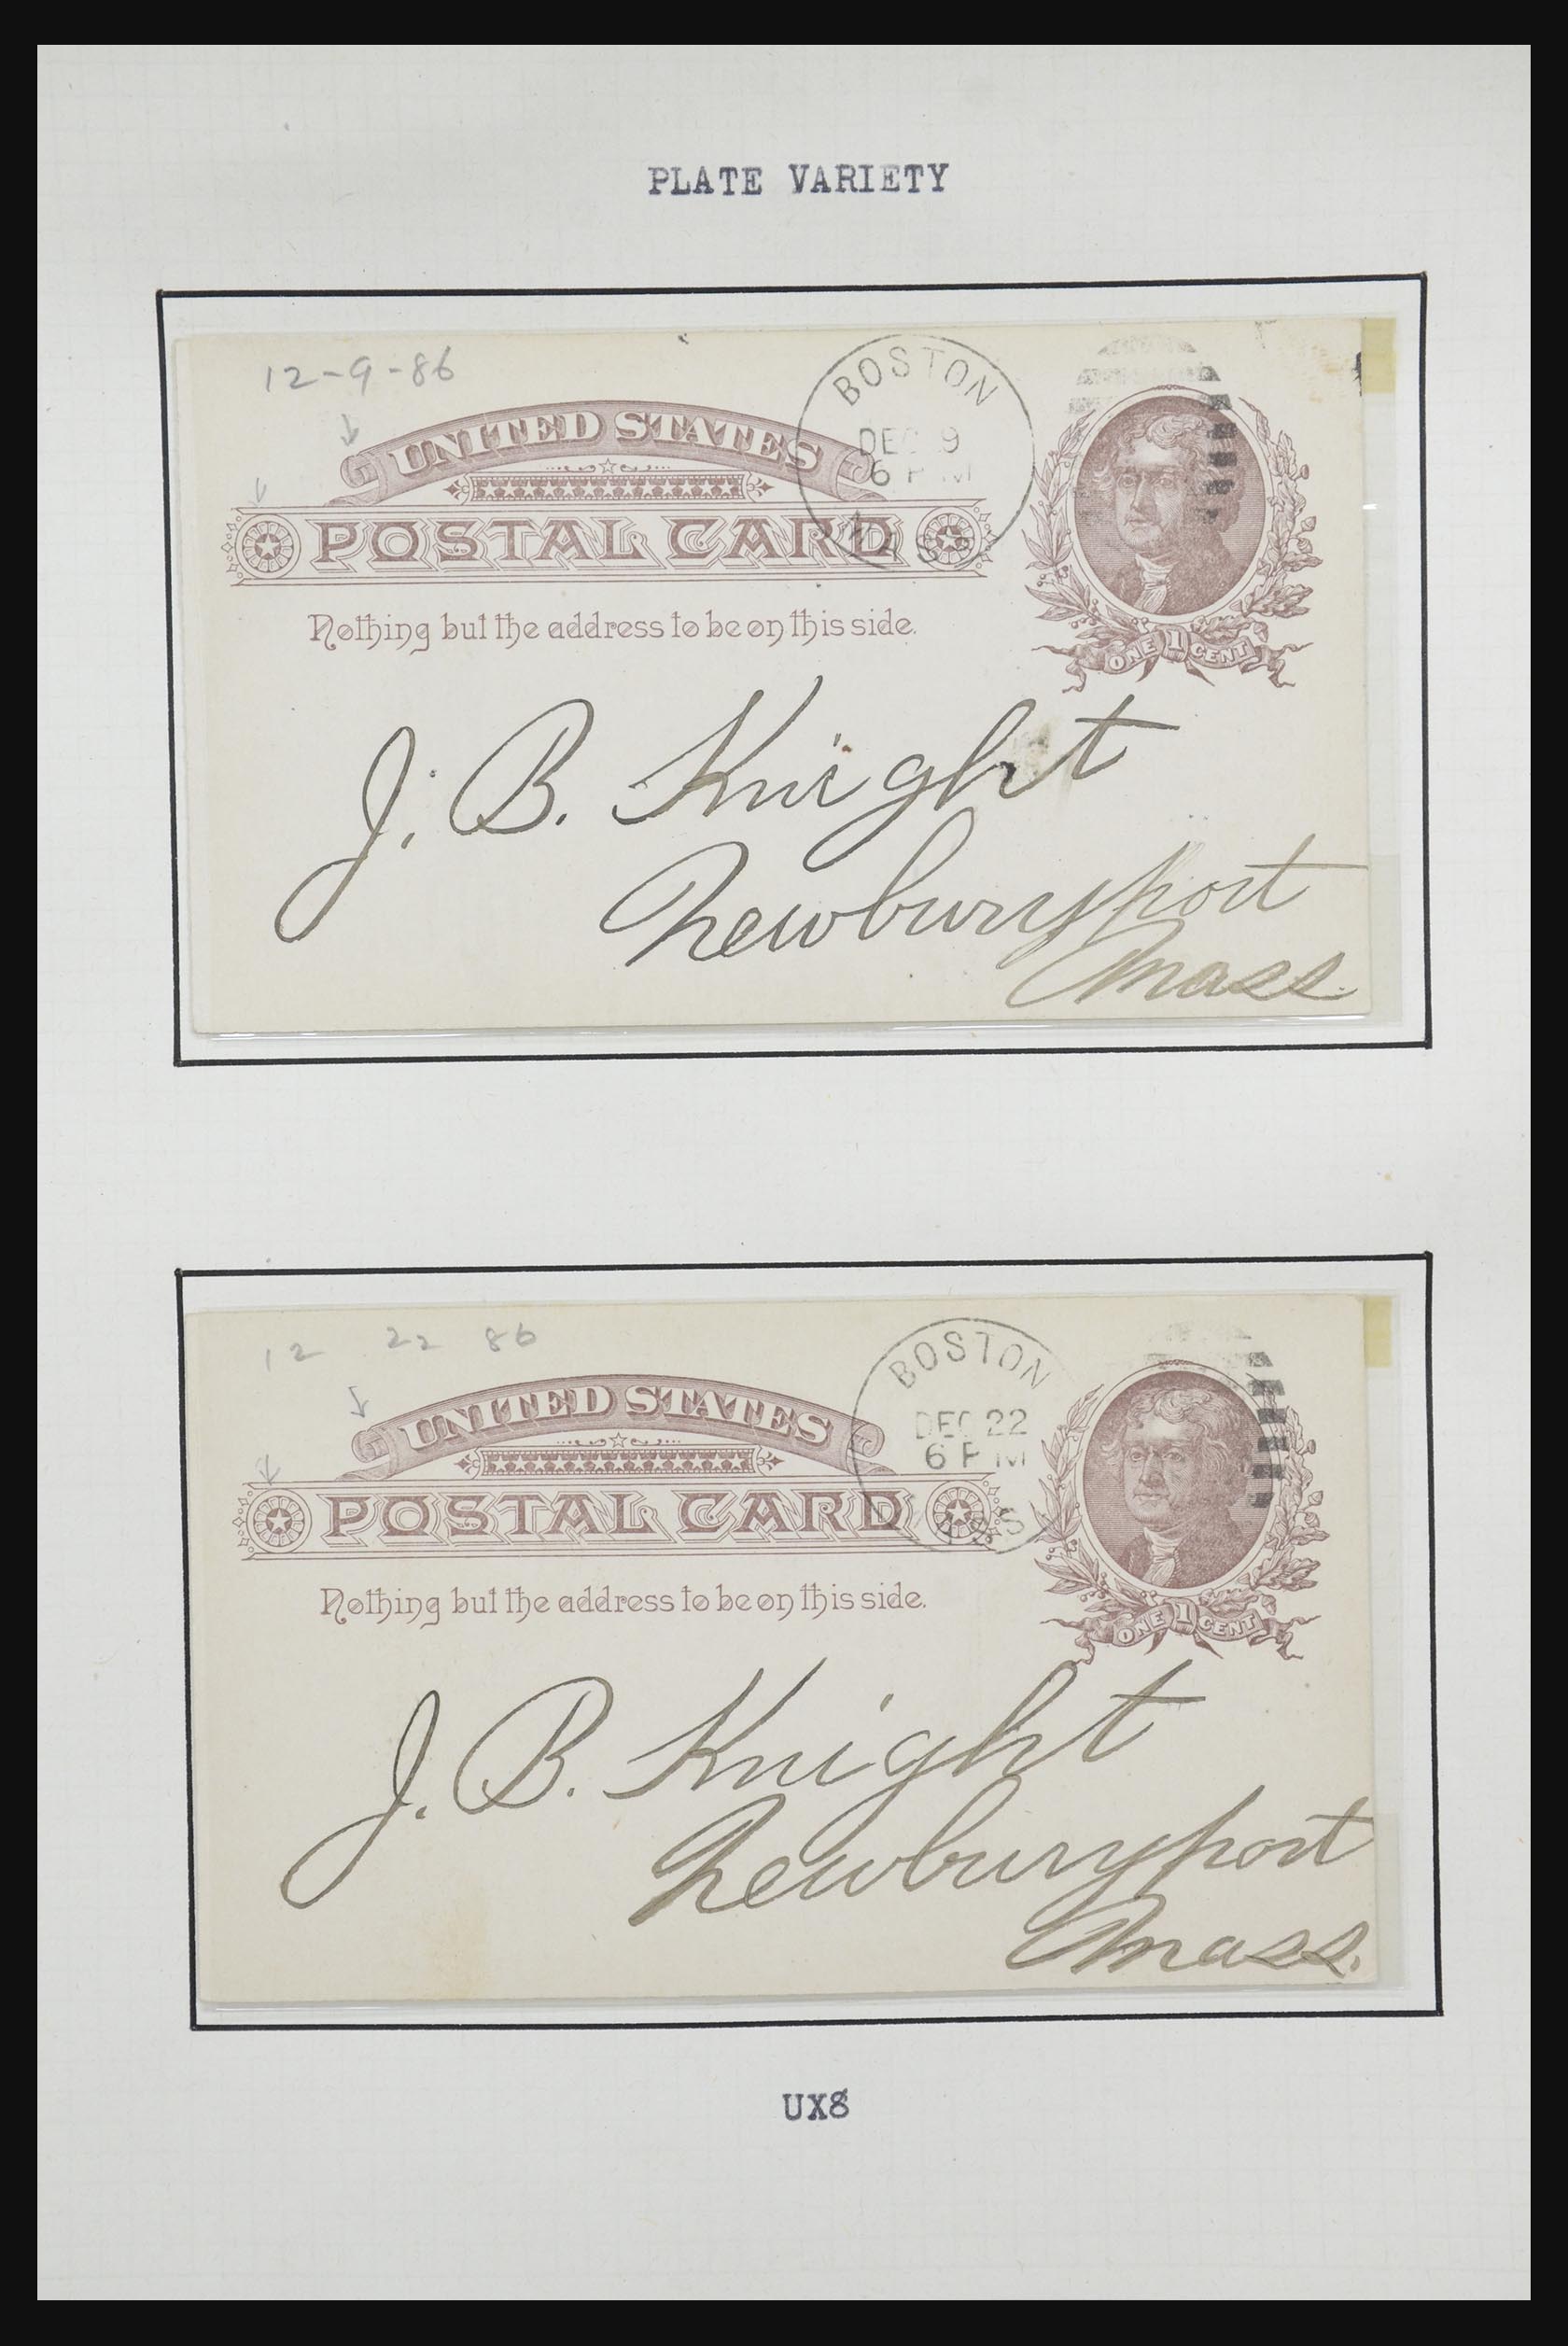 PLATE VARIETY
12-9-86
BOSTON
DEC 9
6 P M
MASS
UNITED STATES
POSTAL CARD
Nothing but the address to be on this side.
ONE 1 CENT
J. B. Knight
Newburyport
Mass.
12 22 86
BOSTON
DEC 22
6 P M
UNITED STATES
POSTAL CARD
Nothing but the address to be on this side.
ONE 1 CENT
J. B. Knight
Newburyport
Mass.
UX8